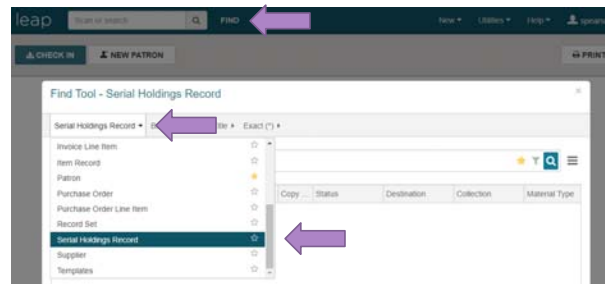 leap Scan or search FIND New Utilities Help spears
CHECK IN NEW PATRON PRINT
Find Tool - Serial Holdings Record ×
Serial Holdings Record Exact (*)
Invoice Line Item
Item Record
Patron
Purchase Order Copy ... Status Destination Collection Material Type
Purchase Order Line Item
Record Set
Serial Holdings Record
Supplier
Templates